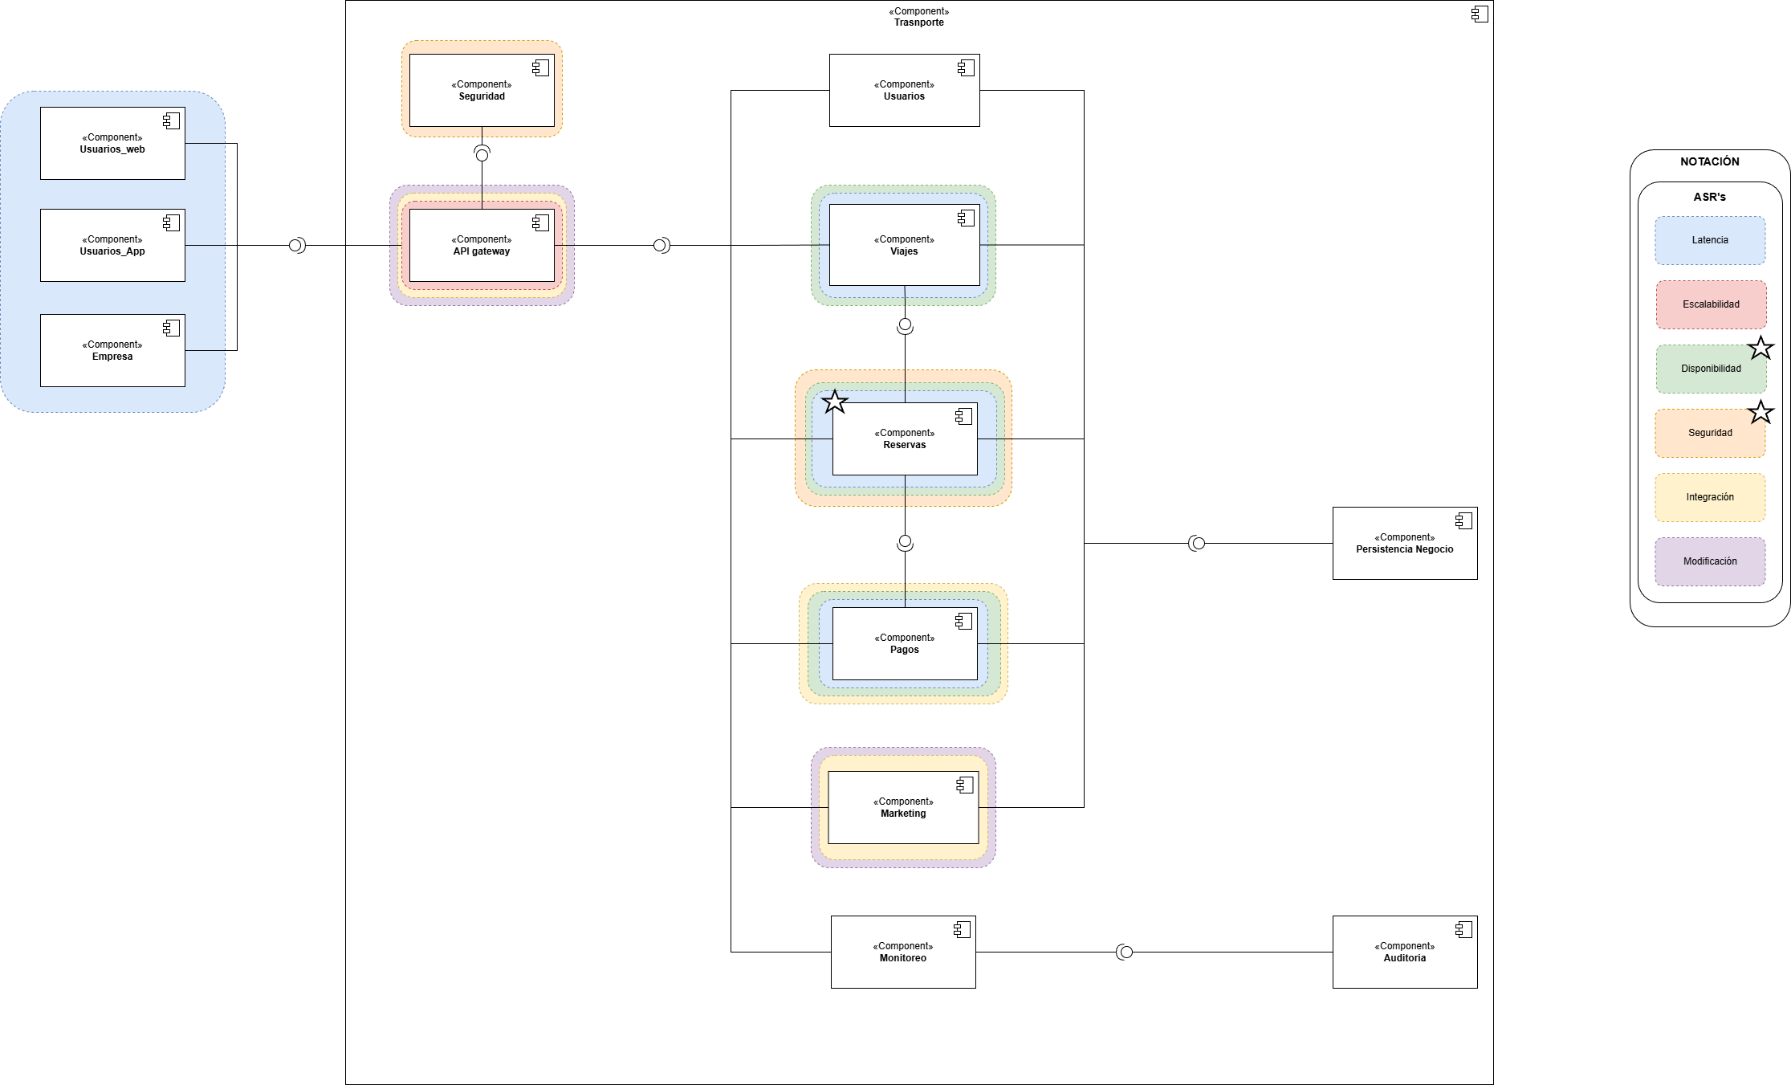 «Component»
Trasnporte
«Component»
Seguridad
«Component»
Usuarios
«Component»
Usuarios_web
«Component»
Usuarios_App
«Component»
Empresa
«Component»
API gateway
«Component»
Viajes
«Component»
Reservas
«Component»
Persistencia Negocio
«Component»
Pagos
«Component»
Marketing
«Component»
Monitoreo
«Component»
Auditoria
NOTACIÓN
ASR's
Latencia
Escalabilidad
Disponibilidad
Seguridad
Integración
Modificación